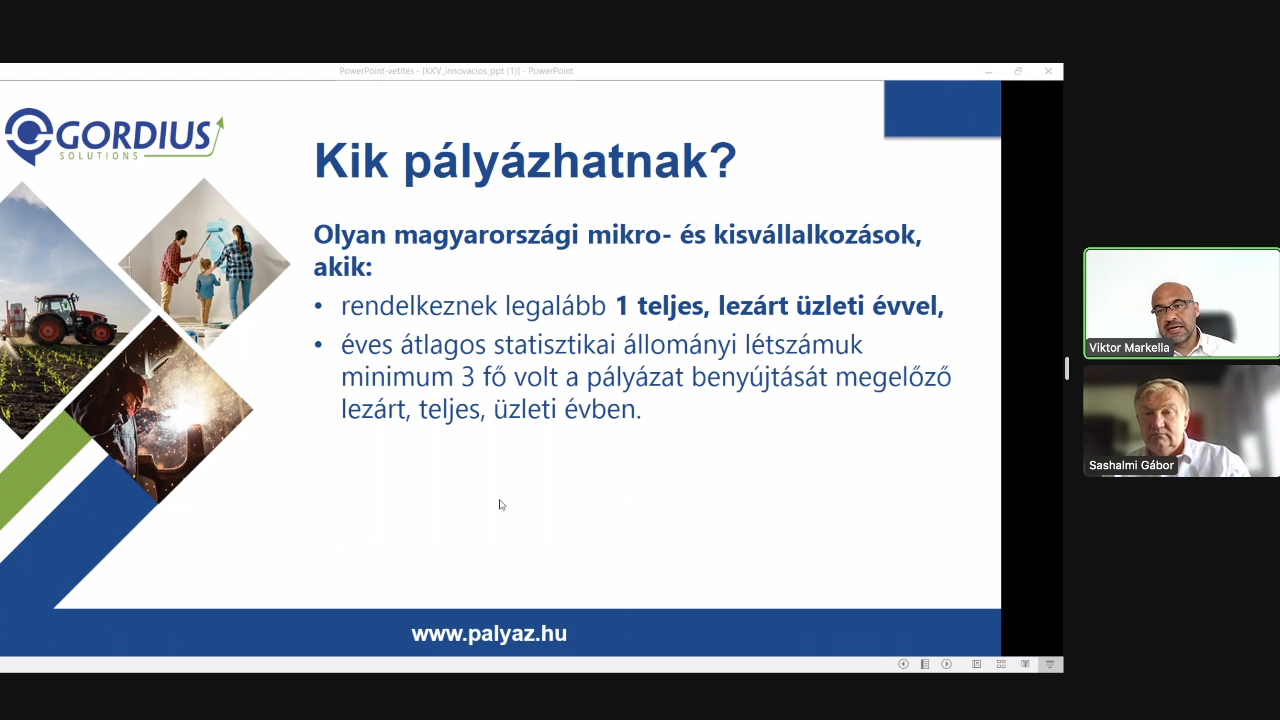 PowerPoint-vetítés - [KKV_innovacios_ppt (1)] - PowerPoint
GORDIUS
SOLUTIONS
Kik pályázhatnak?
Olyan magyarországi mikro- és kisvállalkozások,
akik:
• rendelkeznek legalább 1 teljes, lezárt üzleti évvel,
• éves átlagos statisztikai állományi létszámuk
minimum 3 fő volt a pályázat benyújtását megelőző
lezárt, teljes, üzleti évben.
www.palyaz.hu
Viktor Markella
Sashalmi Gábor